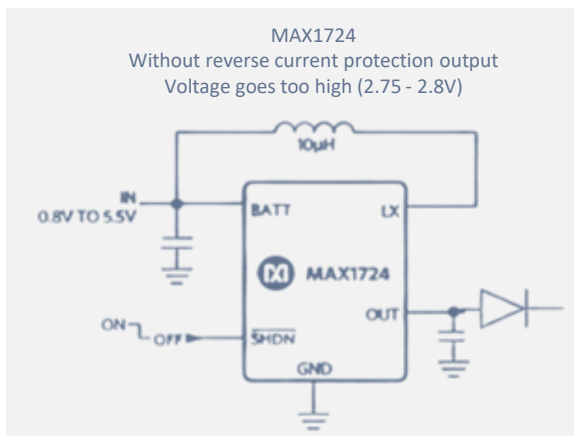 MAX1724
Without reverse current protection output
Voltage goes too high (2.75 - 2.8V)
10µH
IN
0.8V TO 5.5V
BATT
LX
MAX1724
OUT
ON
OFF
SHDN
GND